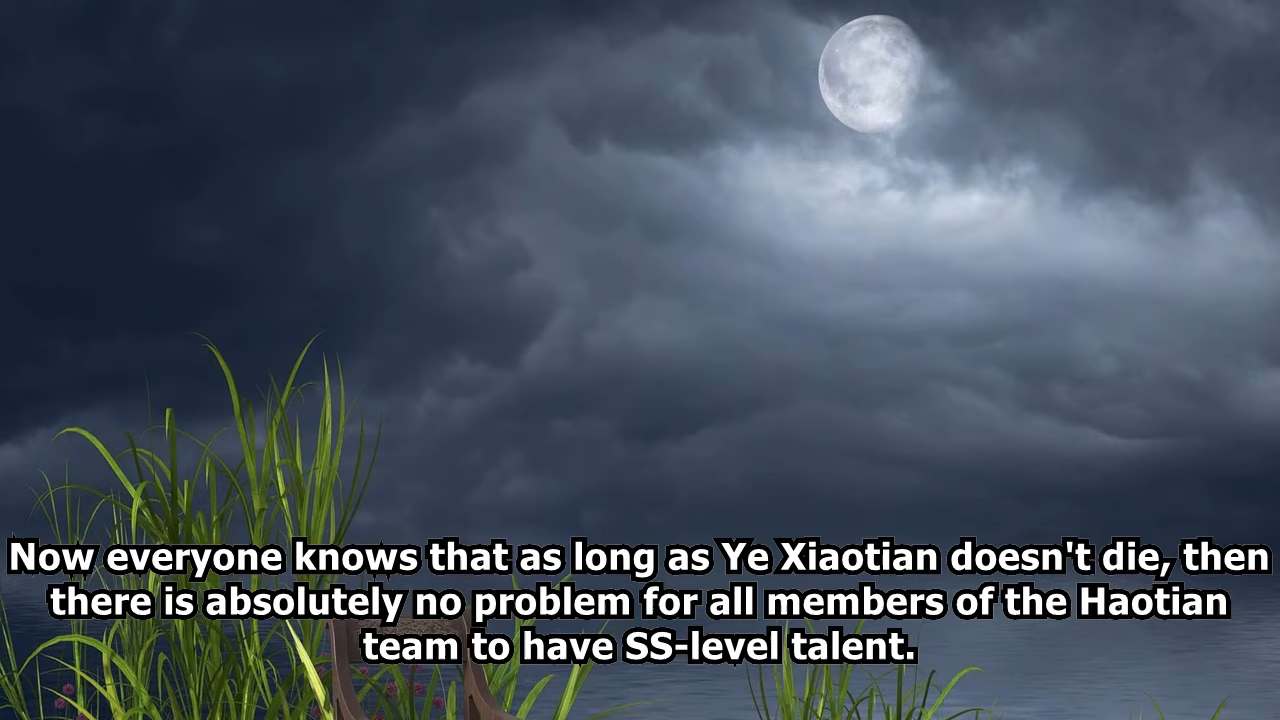 Now everyone knows that as long as Ye Xiaotian doesn't die, then
there is absolutely no problem for all members of the Haotian
team to have SS-level talent.